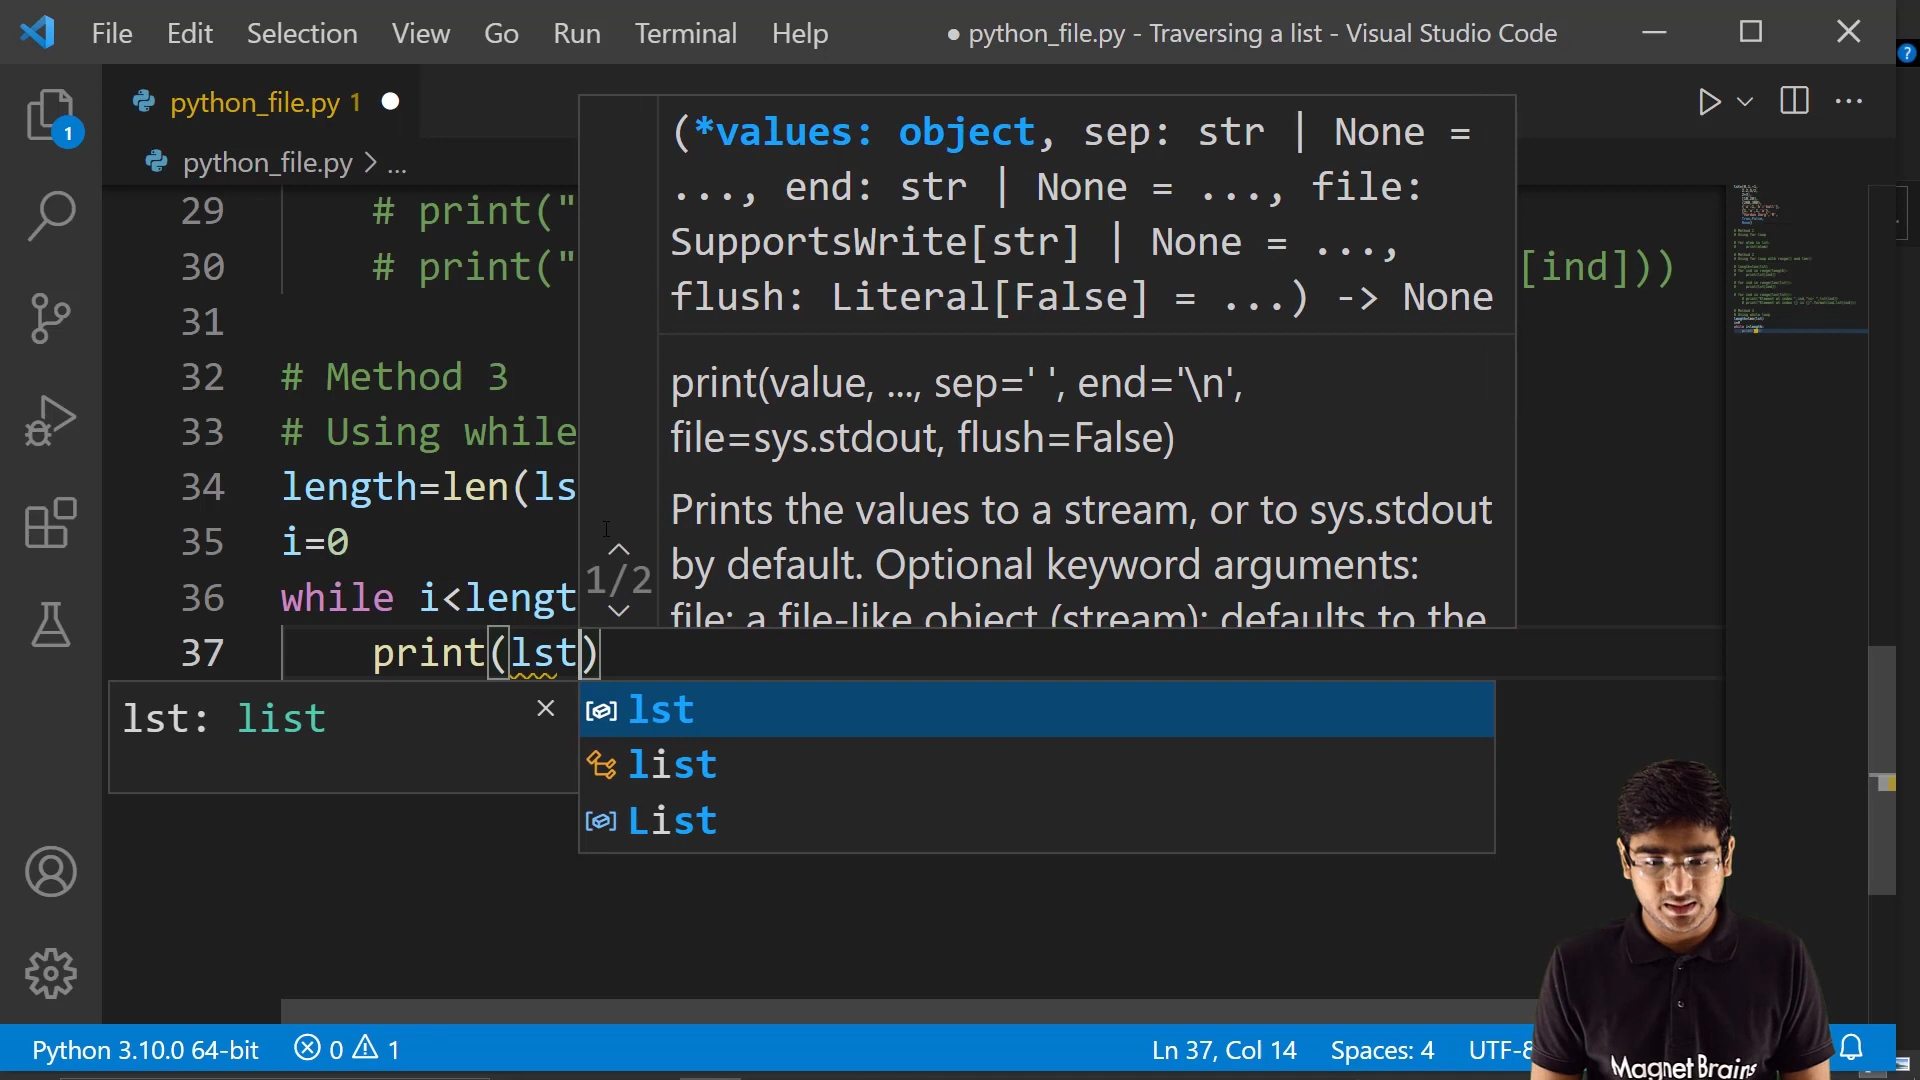 File Edit Selection View Go Run Terminal Help ● python_file.py - Traversing a list - Visual Studio Code
python_file.py 1
python_file.py > ...
1
29 # print("
30 # print(" [ind]))
31
32 # Method 3
33 # Using while
34 length=len(ls
35 i=0
36 while i<lengt
37 print(lst)
(*values: object, sep: str | None =
..., end: str | None = ..., file:
SupportsWrite[str] | None = ...,
flush: Literal[False] = ...) -> None
print(value, ..., sep=' ', end='\n',
file=sys.stdout, flush=False)
Prints the values to a stream, or to sys.stdout
by default. Optional keyword arguments:
file: a file-like object (stream); defaults to the
1/2
lst: list ×
lst
list
List
Python 3.10.0 64-bit 0 1 Ln 37, Col 14 Spaces: 4 UTF-8
Magnet Brains